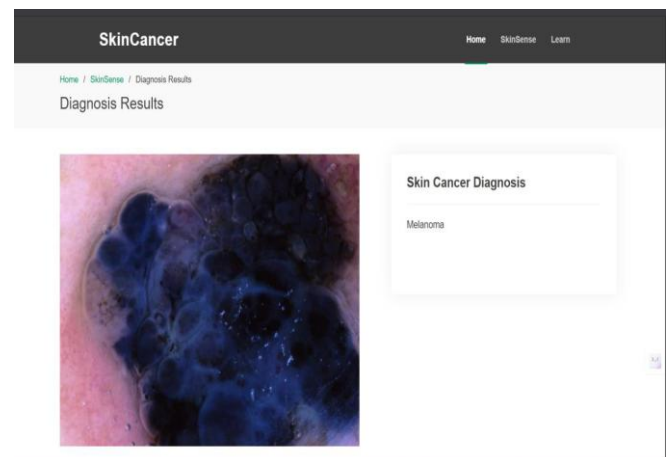 SkinCancer
Home SkinSense Learn
Home / SkinSense / Diagnosis Results
Diagnosis Results
Skin Cancer Diagnosis
Melanoma